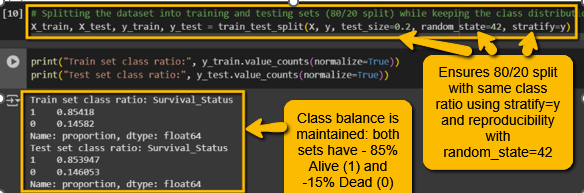 [10] # Splitting the dataset into training and testing sets (80/20 split) while keeping the class distribut
X_train, X_test, y_train, y_test = train_test_split(X, y, test_size=0.2, random_state=42, stratify=y)
print("Train set class ratio:", y_train.value_counts(normalize=True))
print("Test set class ratio:", y_test.value_counts(normalize=True))
Ensures 80/20 split
with same class
ratio using stratify=y
and reproducibility
with
random_state=42
Train set class ratio: Survival_Status
1 0.85418
0 0.14582
Name: proportion, dtype: float64
Test set class ratio: Survival_Status
1 0.853947
0 0.146053
Name: proportion, dtype: float64
Class balance is
maintained: both
sets have - 85%
Alive (1) and
-15% Dead (0)